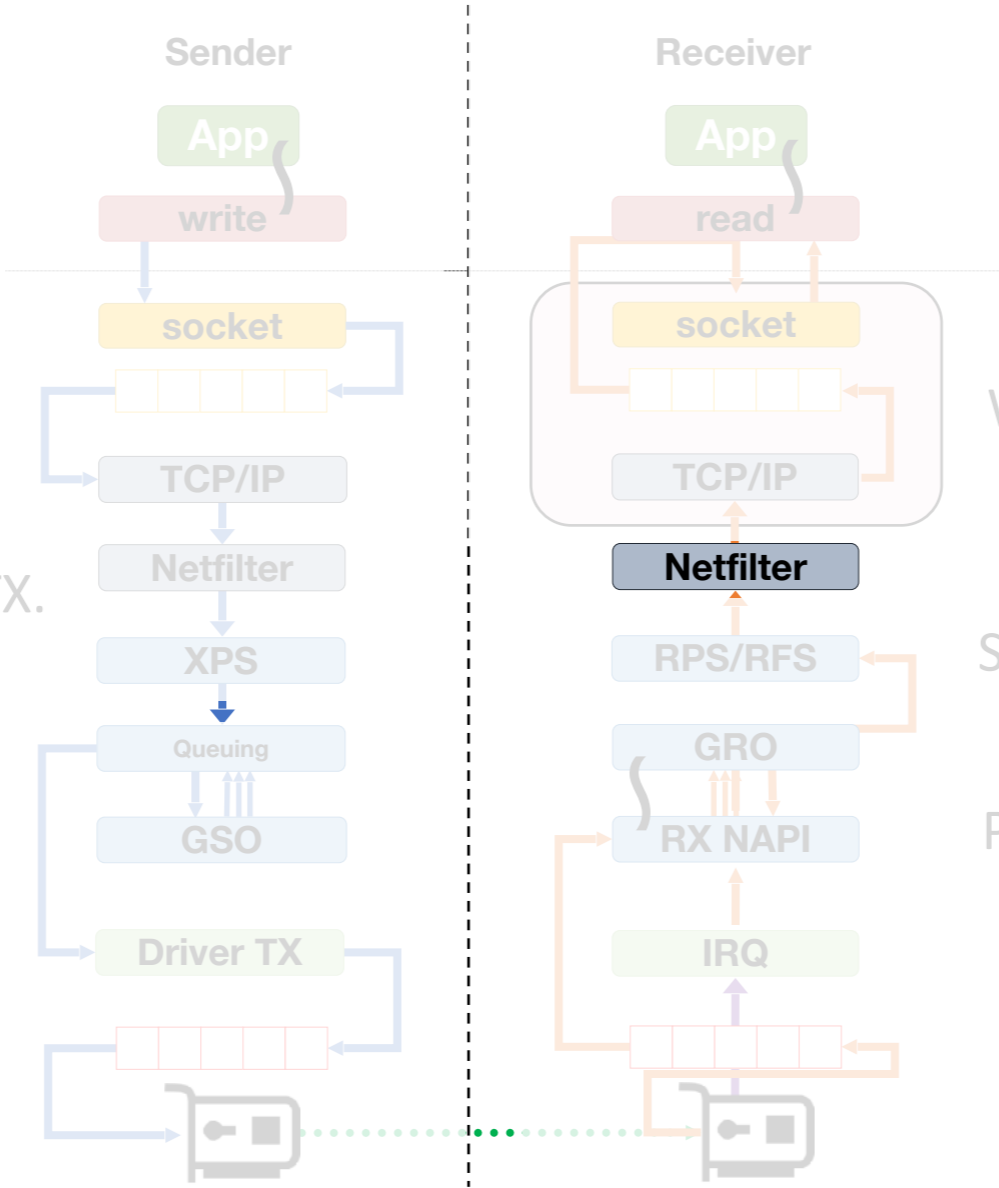 Sender
App
write
socket
TCP/IP
Netfilter
TX.
XPS
Queuing
GSO
Driver TX
Receiver
App
read
socket
TCP/IP
Netfilter
RPS/RFS
GRO
RX NAPI
IRQ